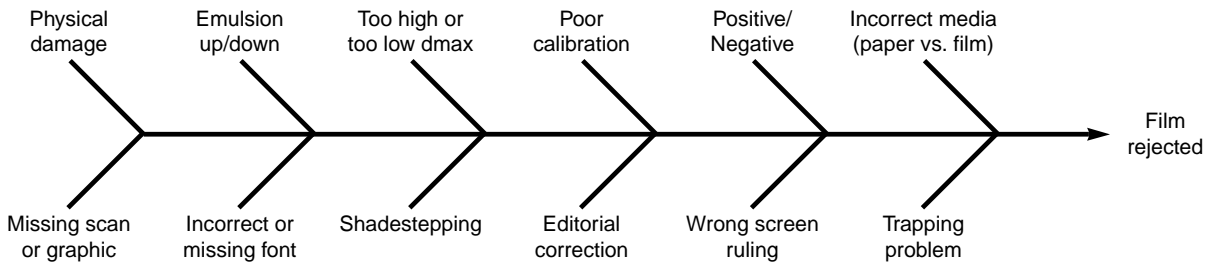 Physical
damage
Emulsion
up/down
Too high or
too low dmax
Poor
calibration
Positive/
Negative
Incorrect media
(paper vs. film)
Film
rejected
Missing scan
or graphic
Incorrect or
missing font
Shadestepping
Editorial
correction
Wrong screen
ruling
Trapping
problem